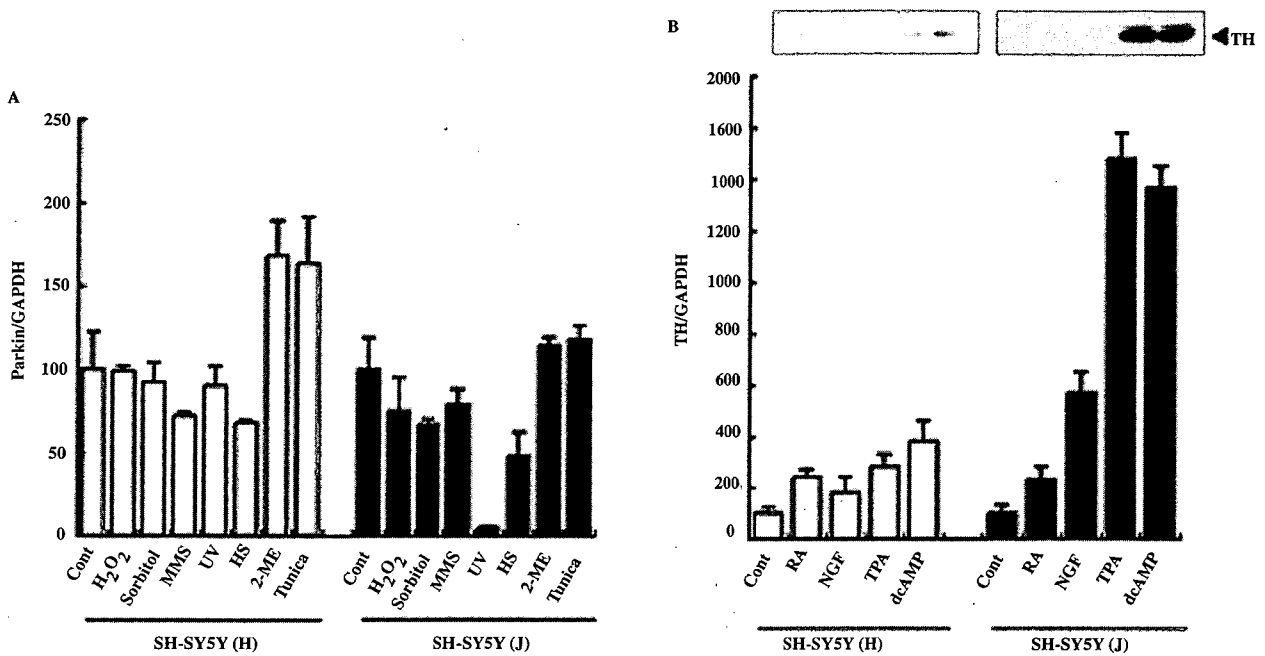 A
250
200
150
100
50
0
Parkin/GAPDH
Cont
H2O2
Sorbitol
MMS
UV
HS
2-ME
Tunica
SH-SY5Y (H)
Cont
H2O2
Sorbitol
MMS
UV
HS
2-ME
Tunica
SH-SY5Y (J)
B
TH
2000
1600
1000
1200
800
600
400
200
0
TH/GAPDH
Cont
RA
NGF
TPA
dcAMP
SH-SY5Y (H)
Cont
RA
NGF
TPA
dcAMP
SH-SY5Y (J)